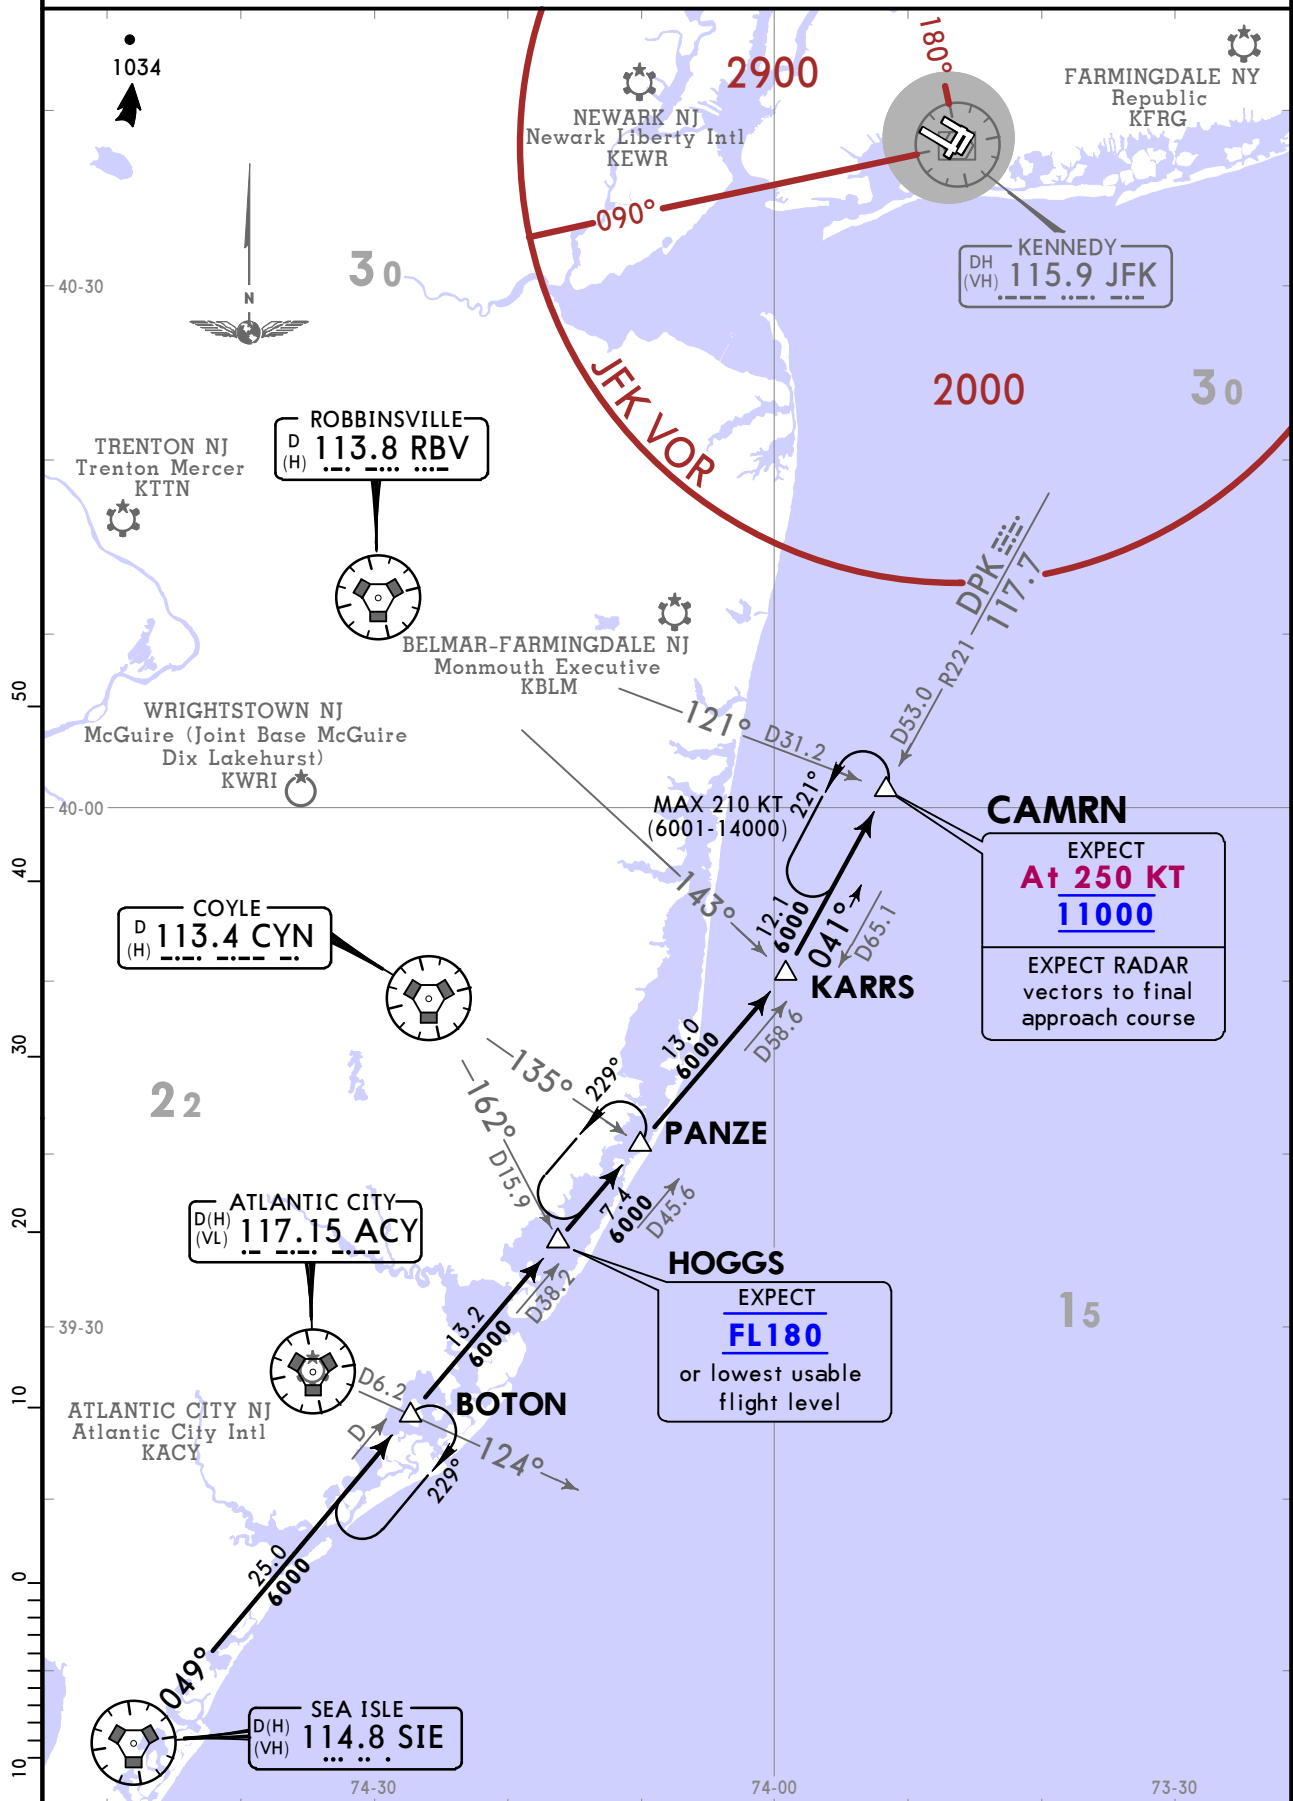 1034
2900
180°
FARMINGDALE NY
Republic
KFRG
NEWARK NJ
Newark Liberty Intl
KEWR
090°
N
30
40-30
KENNEDY
DH
(VH)
115.9 JFK
JFK VOR
2000
30
ROBBINSVILLE
D
(H)
113.8 RBV
TRENTON NJ
Trenton Mercer
KTTN
DPK
117.7
R221
D53.0
BELMAR-FARMINGDALE NJ
Monmouth Executive
KBLM
50
WRIGHTSTOWN NJ
McGuire (Joint Base McGuire
Dix Lakehurst)
KWRI
121°
D31.2
221°
MAX 210 KT
(6001-14000)
40-00
CAMRN
EXPECT
At 250 KT
11000
EXPECT RADAR
vectors to final
approach course
40
143°
12.1
6000
041°
D65.1
COYLE
D
(H)
113.4 CYN
KARRS
30
13.0
6000
D58.6
22
135°
229°
162°
D15.9
PANZE
7.4
6000
D45.6
ATLANTIC CITY
D(H)
(VL)
117.15 ACY
20
HOGGS
EXPECT
FL180
or lowest usable
flight level
15
39-30
13.2
6000
D38.2
D6.2
BOTON
10
ATLANTIC CITY NJ
Atlantic City Intl
KACY
D
124°
229°
25.0
6000
0
049°
SEA ISLE
D(H)
(VH)
114.8 SIE
10
74-30
74-00
73-30